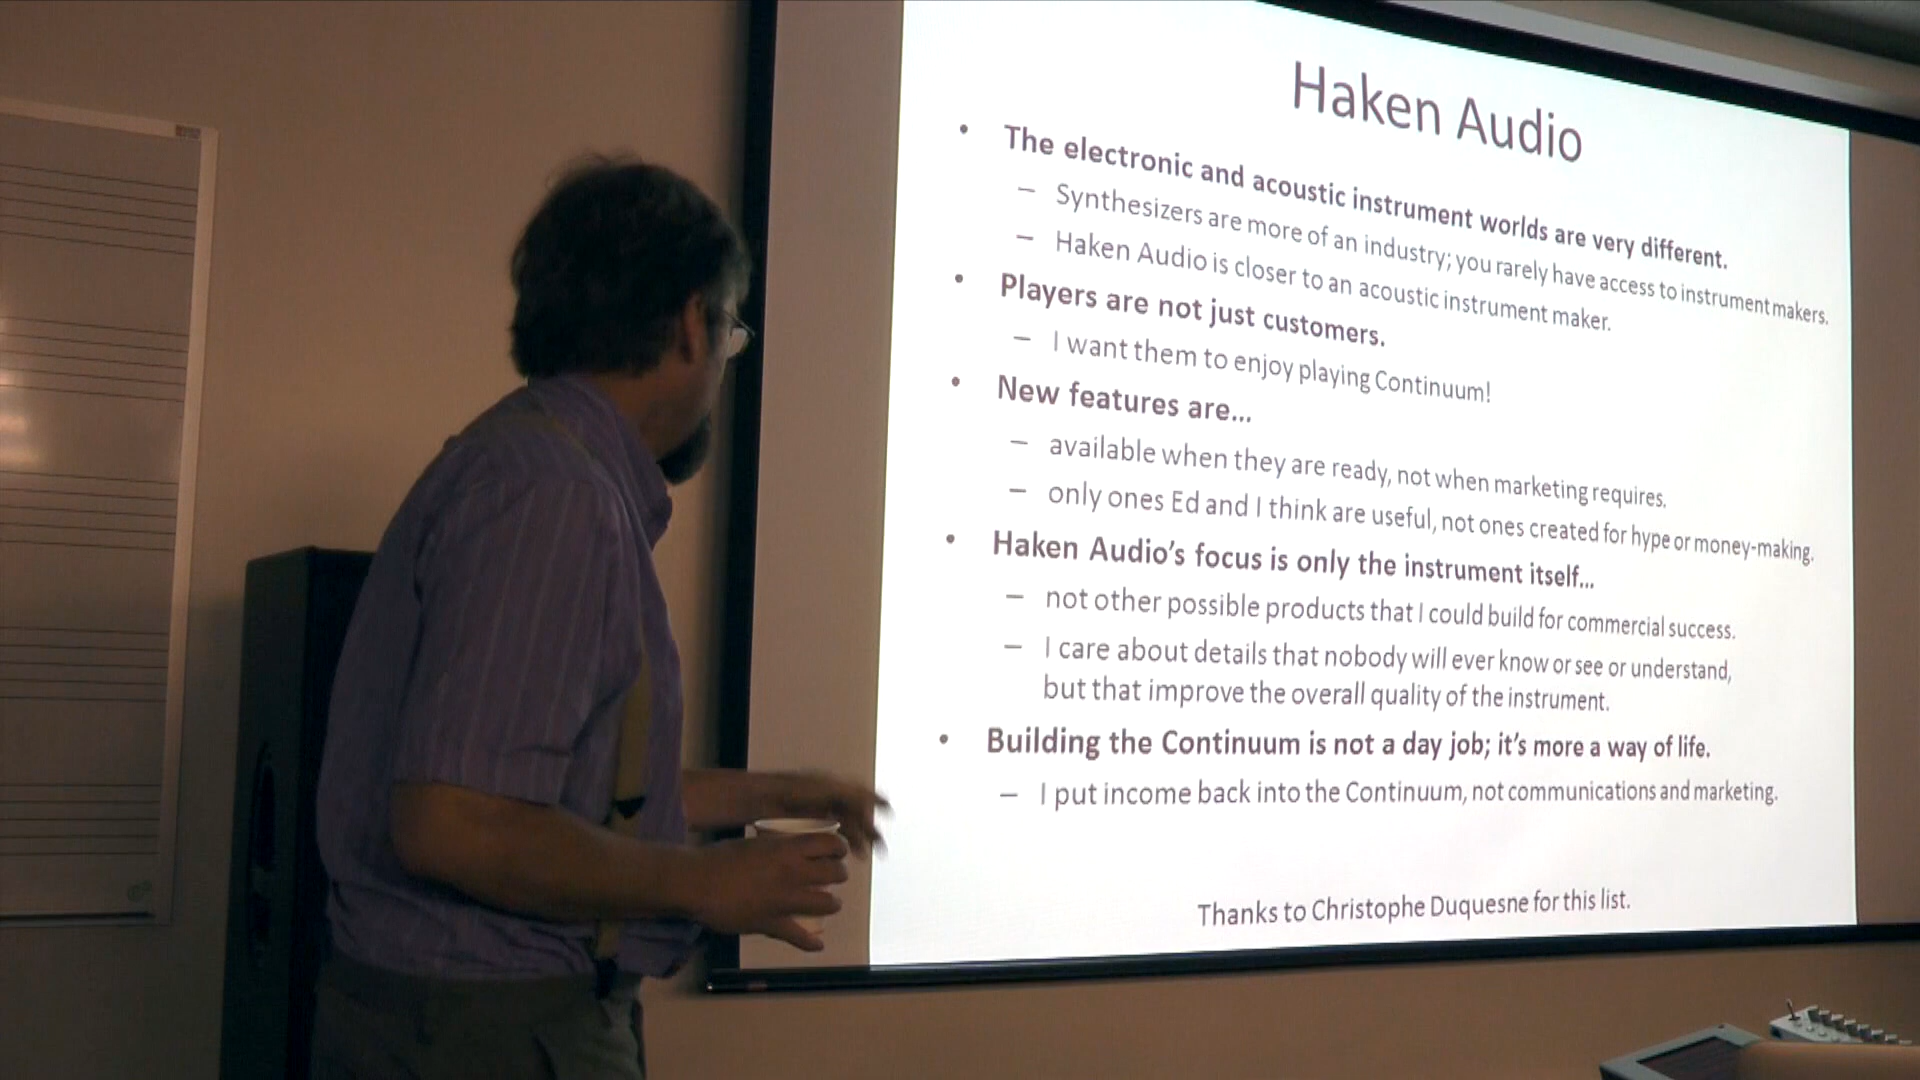 Haken Audio
• The electronic and acoustic instrument worlds are very different.
– Synthesizers are more of an industry; you rarely have access to instrument makers.
– Haken Audio is closer to an acoustic instrument maker.
• Players are not just customers.
– I want them to enjoy playing Continuum!
• New features are...
– available when they are ready, not when marketing requires.
– only ones Ed and I think are useful, not ones created for hype or money-making.
• Haken Audio's focus is only the instrument itself...
– not other possible products that I could build for commercial success.
– I care about details that nobody will ever know or see or understand,
but that improve the overall quality of the instrument.
• Building the Continuum is not a day job; it's more a way of life.
– I put income back into the Continuum, not communications and marketing.
Thanks to Christophe Duquesne for this list.